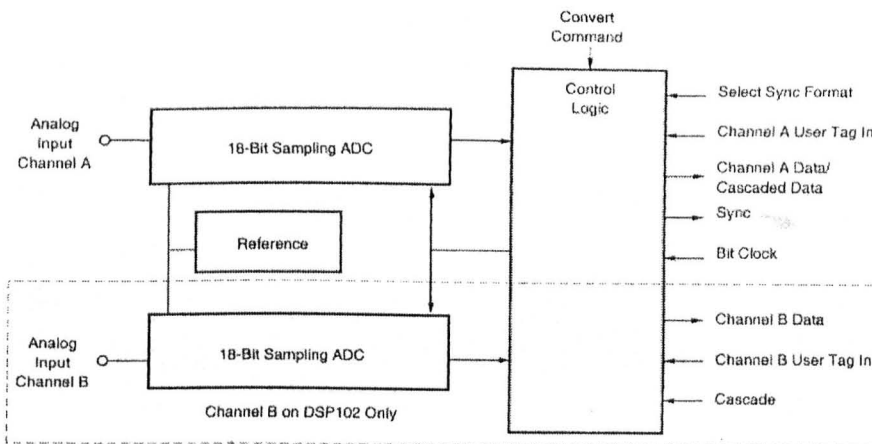 Convert
Command
Control
Logic
Select Sync Format
Analog
Input
Channel A
18-Bit Sampling ADC
Channel A User Tag In
Channel A Data/
Cascaded Data
Sync
Reference
Bit Clock
Analog
Input
Channel B
18-Bit Sampling ADC
Channel B Data
Channel B User Tag In
Cascade
Channel B on DSP102 Only